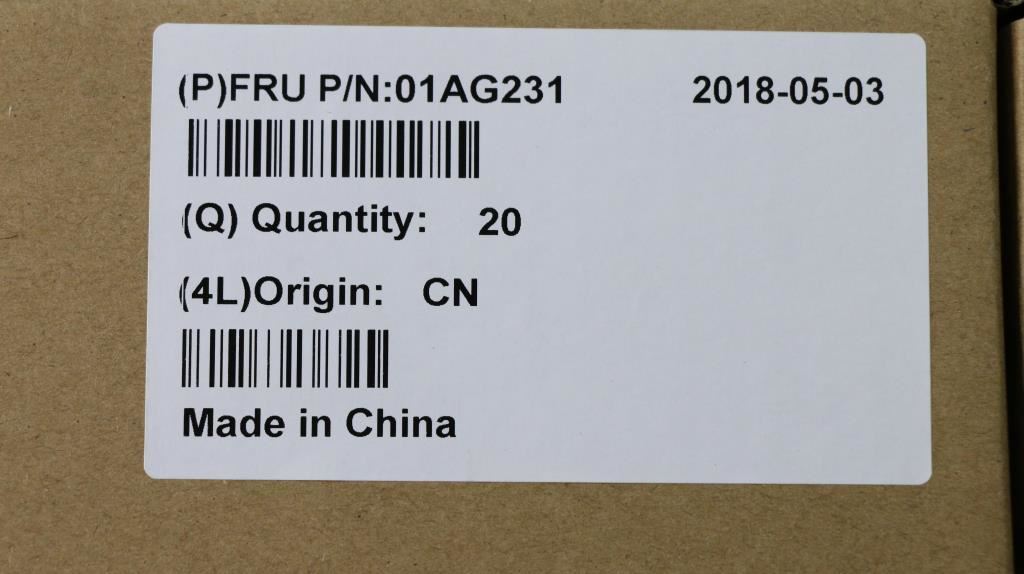 (P)FRU P/N:01AG231 2018-05-03
(Q) Quantity: 20
(4L)Origin: CN
Made in China